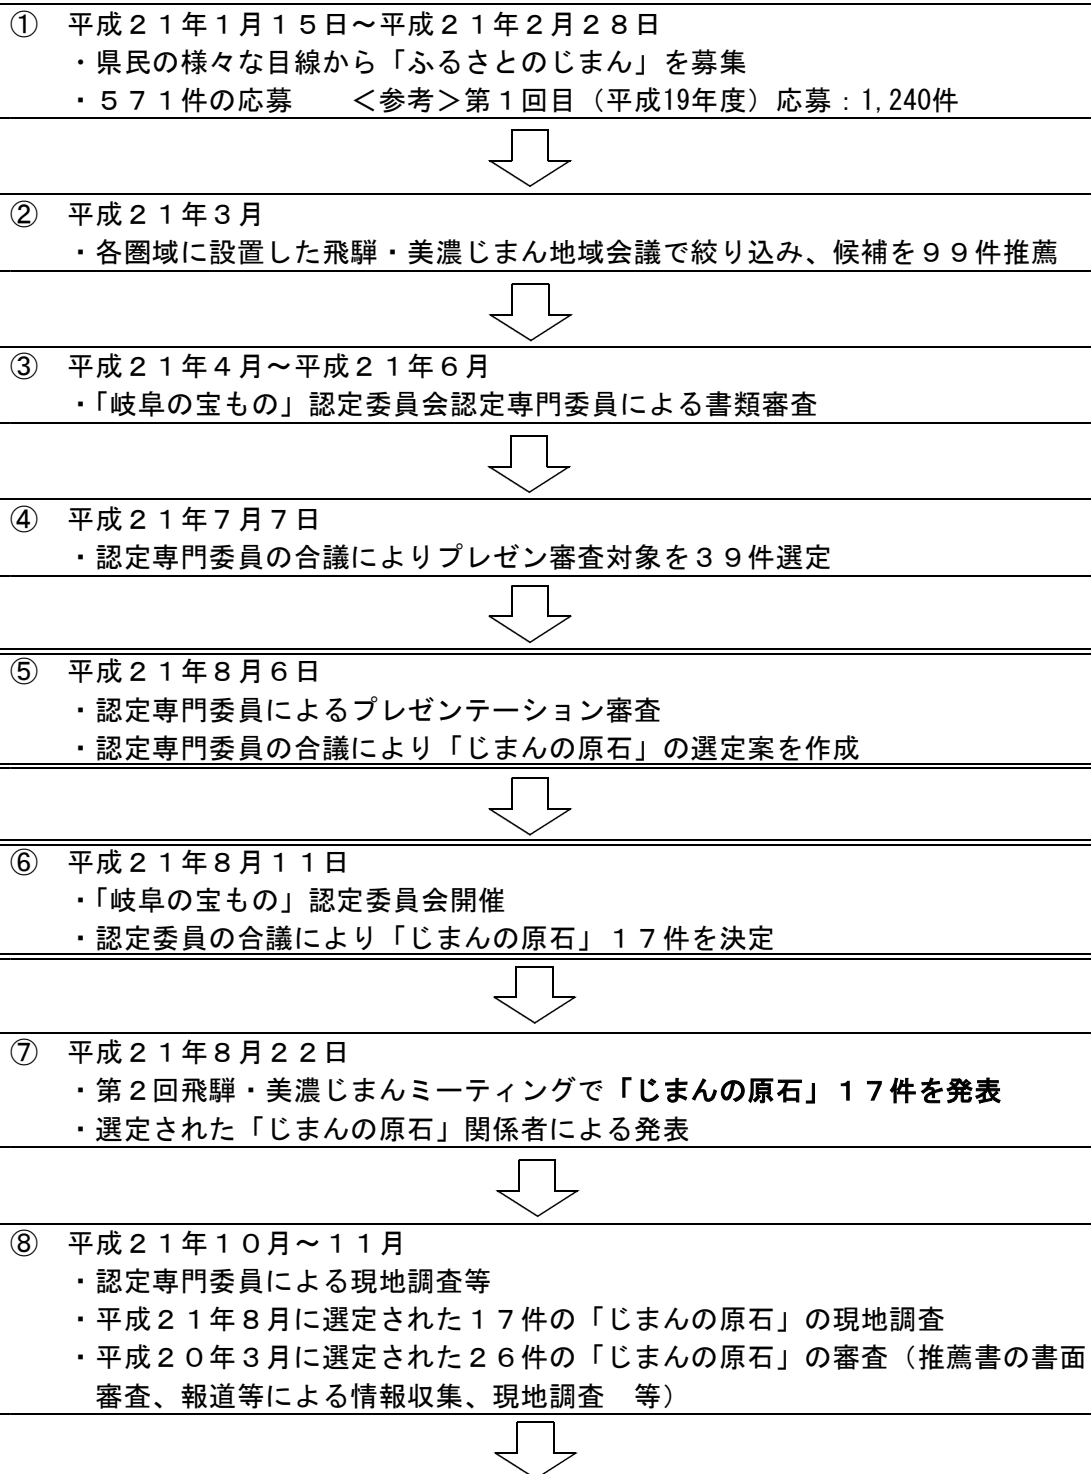 ①　平成２１年１月１５日～平成２１年２月２８日
・県民の様々な目線から「ふるさとのじまん」を募集
・５７１件の応募　　＜参考＞第１回目（平成19年度）応募：1,240件
②　平成２１年３月
・各圏域に設置した飛騨・美濃じまん地域会議で絞り込み、候補を９９件推薦
③　平成２１年４月～平成２１年６月
・「岐阜の宝もの」認定委員会認定専門委員による書類審査
④　平成２１年７月７日
・認定専門委員の合議によりプレゼン審査対象を３９件選定
⑤　平成２１年８月６日
・認定専門委員によるプレゼンテーション審査
・認定専門委員の合議により「じまんの原石」の選定案を作成
⑥　平成２１年８月１１日
・「岐阜の宝もの」認定委員会開催
・認定委員の合議により「じまんの原石」１７件を決定
⑦　平成２１年８月２２日
・第２回飛騨・美濃じまんミーティングで「じまんの原石」１７件を発表
・選定された「じまんの原石」関係者による発表
⑧　平成２１年１０月～１１月
・認定専門委員による現地調査等
・平成２１年８月に選定された１７件の「じまんの原石」の現地調査
・平成２０年３月に選定された２６件の「じまんの原石」の審査（推薦書の書面
審査、報道等による情報収集、現地調査　等）